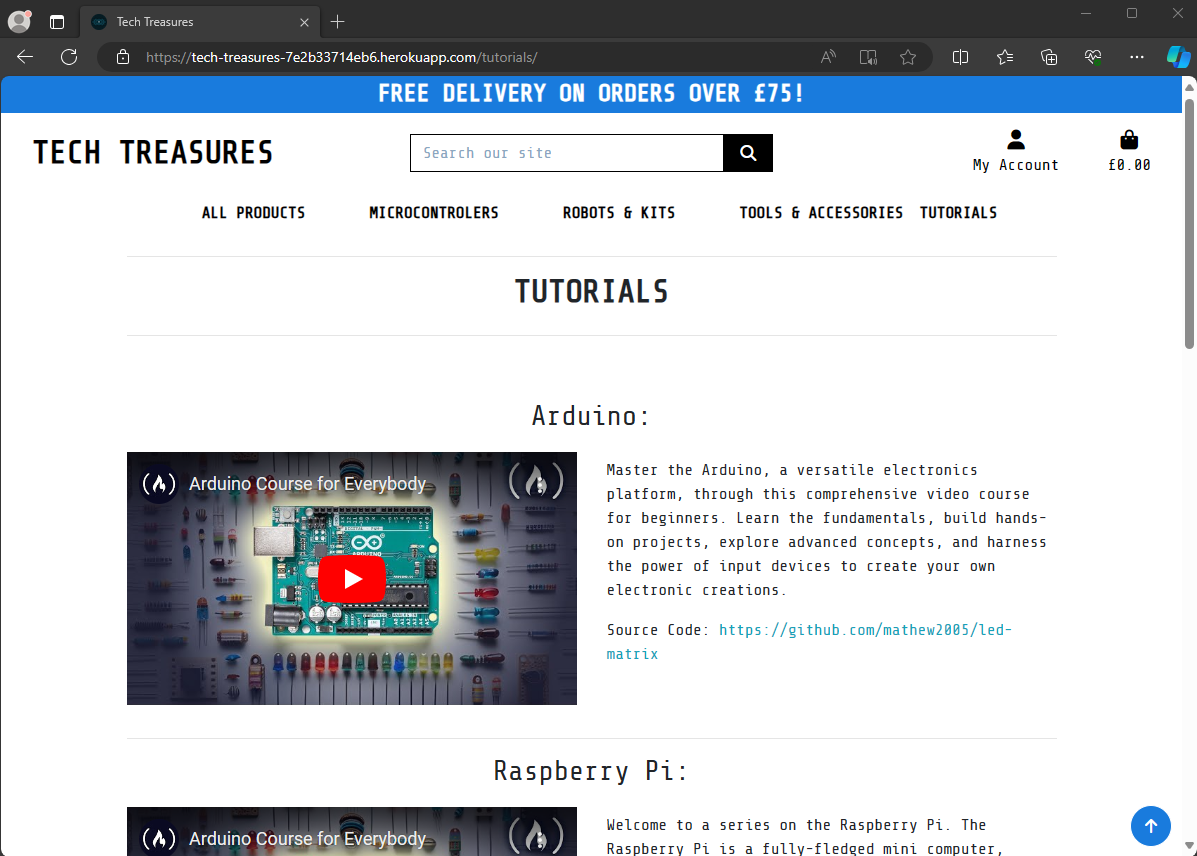 Tech Treasures
https://tech-treasures-7e2b33714eb6.herokuapp.com/tutorials/
FREE DELIVERY ON ORDERS OVER £75!
TECH TREASURES
Search our site
My Account
£0.00
ALL PRODUCTS
MICROCONTROLERS
ROBOTS & KITS
TOOLS & ACCESSORIES
TUTORIALS
TUTORIALS
Arduino:
Arduino Course for Everybody
Master the Arduino, a versatile electronics
platform, through this comprehensive video course
for beginners. Learn the fundamentals, build hands-
on projects, explore advanced concepts, and harness
the power of input devices to create your own
electronic creations.
Source Code: https://github.com/mathew2005/led-
matrix
Raspberry Pi:
Arduino Course for Everybody
Welcome to a series on the Raspberry Pi. The
Raspberry Pi is a fully-fledged mini computer,